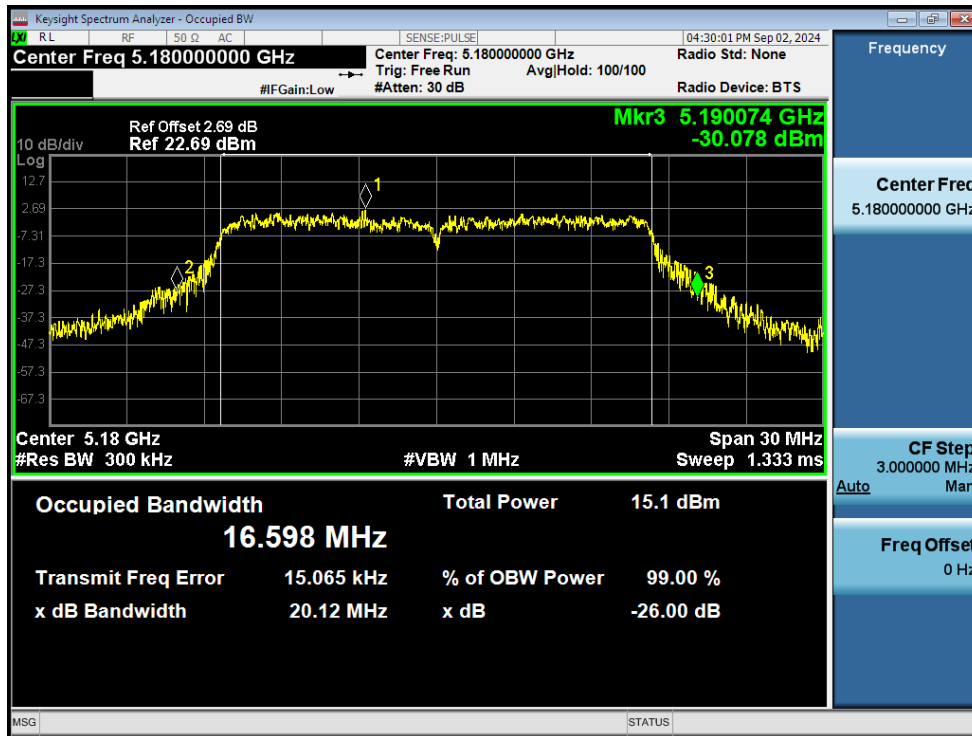 Keysight Spectrum Analyzer - Occupied BW
LXI RL RF 50 Ω AC SENSE:PULSE 04:30:01 PM Sep 02, 2024
Center Freq 5.180000000 GHz
Center Freq: 5.180000000 GHz Radio Std: None
Trig: Free Run Avg|Hold: 100/100
#IFGain:Low #Atten: 30 dB Radio Device: BTS
Frequency
Mkr3 5.190074 GHz
-30.078 dBm
Ref Offset 2.69 dB
10 dB/div Ref 22.69 dBm
Log
12.7
2.69
-7.31
-17.3
-27.3
-37.3
-47.3
-57.3
-67.3
1
2
3
Center 5.18 GHz Span 30 MHz
#Res BW 300 kHz #VBW 1 MHz Sweep 1.333 ms
Center Freq
5.180000000 GHz
CF Step
3.000000 MHz
Auto Man
Freq Offset
0 Hz
Occupied Bandwidth Total Power 15.1 dBm
16.598 MHz
Transmit Freq Error 15.065 kHz % of OBW Power 99.00 %
x dB Bandwidth 20.12 MHz x dB -26.00 dB
MSG STATUS